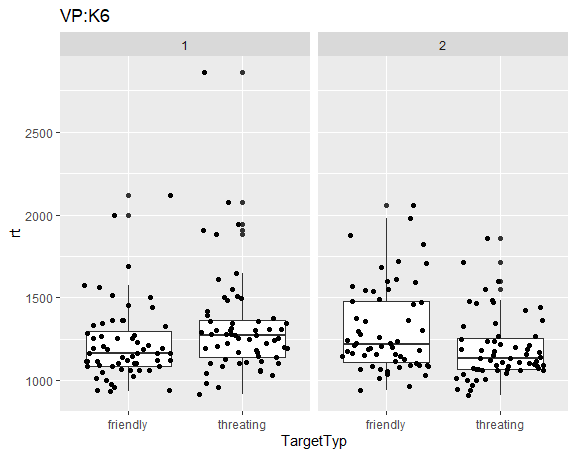 VP:K6
1
2
rt
2500
2000
1500
1000
friendly
threating
friendly
threating
TargetTyp